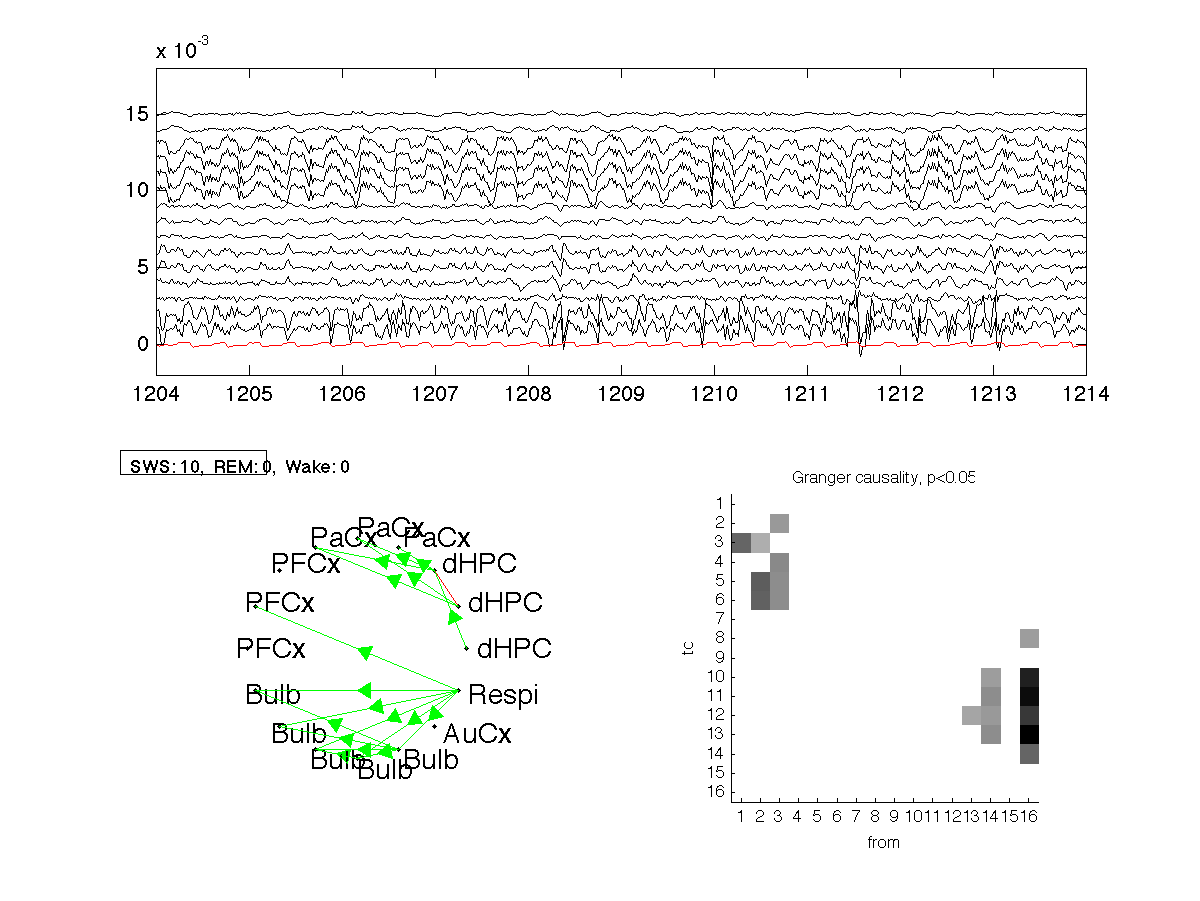 x 10-3
15
10
5
0
1204 1205 1206 1207 1208 1209 1210 1211 1212 1213 1214
SWS:10, REM:0, Wake:0
Granger causality, p<0.05
PaCx
PaCx PaCx
PFCx dHPC
PFCx dHPC
PFCx dHPC
Bulb Respi
Bulb AuCx
Bulb Bulb
Bulb
1
2
3
4
5
6
7
8
9
10
11
12
13
14
15
16
to
1 2 3 4 5 6 7 8 9 10 11 12 13 14 15 16
from